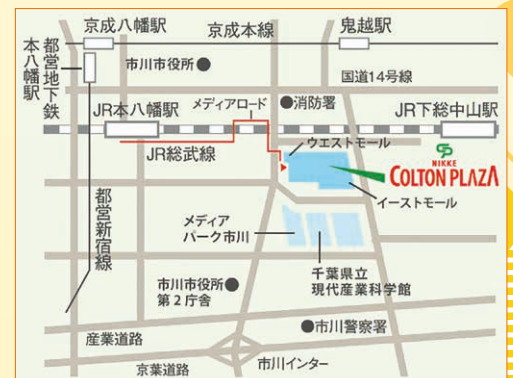 京成八幡駅
京成本線
鬼越駅
都営地下鉄
本八幡駅
市川市役所
国道14号線
JR本八幡駅
メディアロード
消防署
JR下総中山駅
JR総武線
ウエストモール
NIKKE
COLTON PLAZA
イーストモール
都営新宿線
メディア
パーク市川
千葉県立
現代産業科学館
市川市役所
第2庁舎
市川警察署
産業道路
京葉道路
市川インター